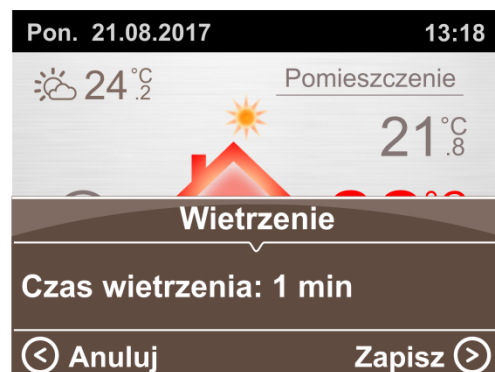 Pon. 21.08.2017 13:18
24.2°C Pomieszczenie
21.8°C
Wietrzenie
Czas wietrzenia: 1 min
Anuluj Zapisz